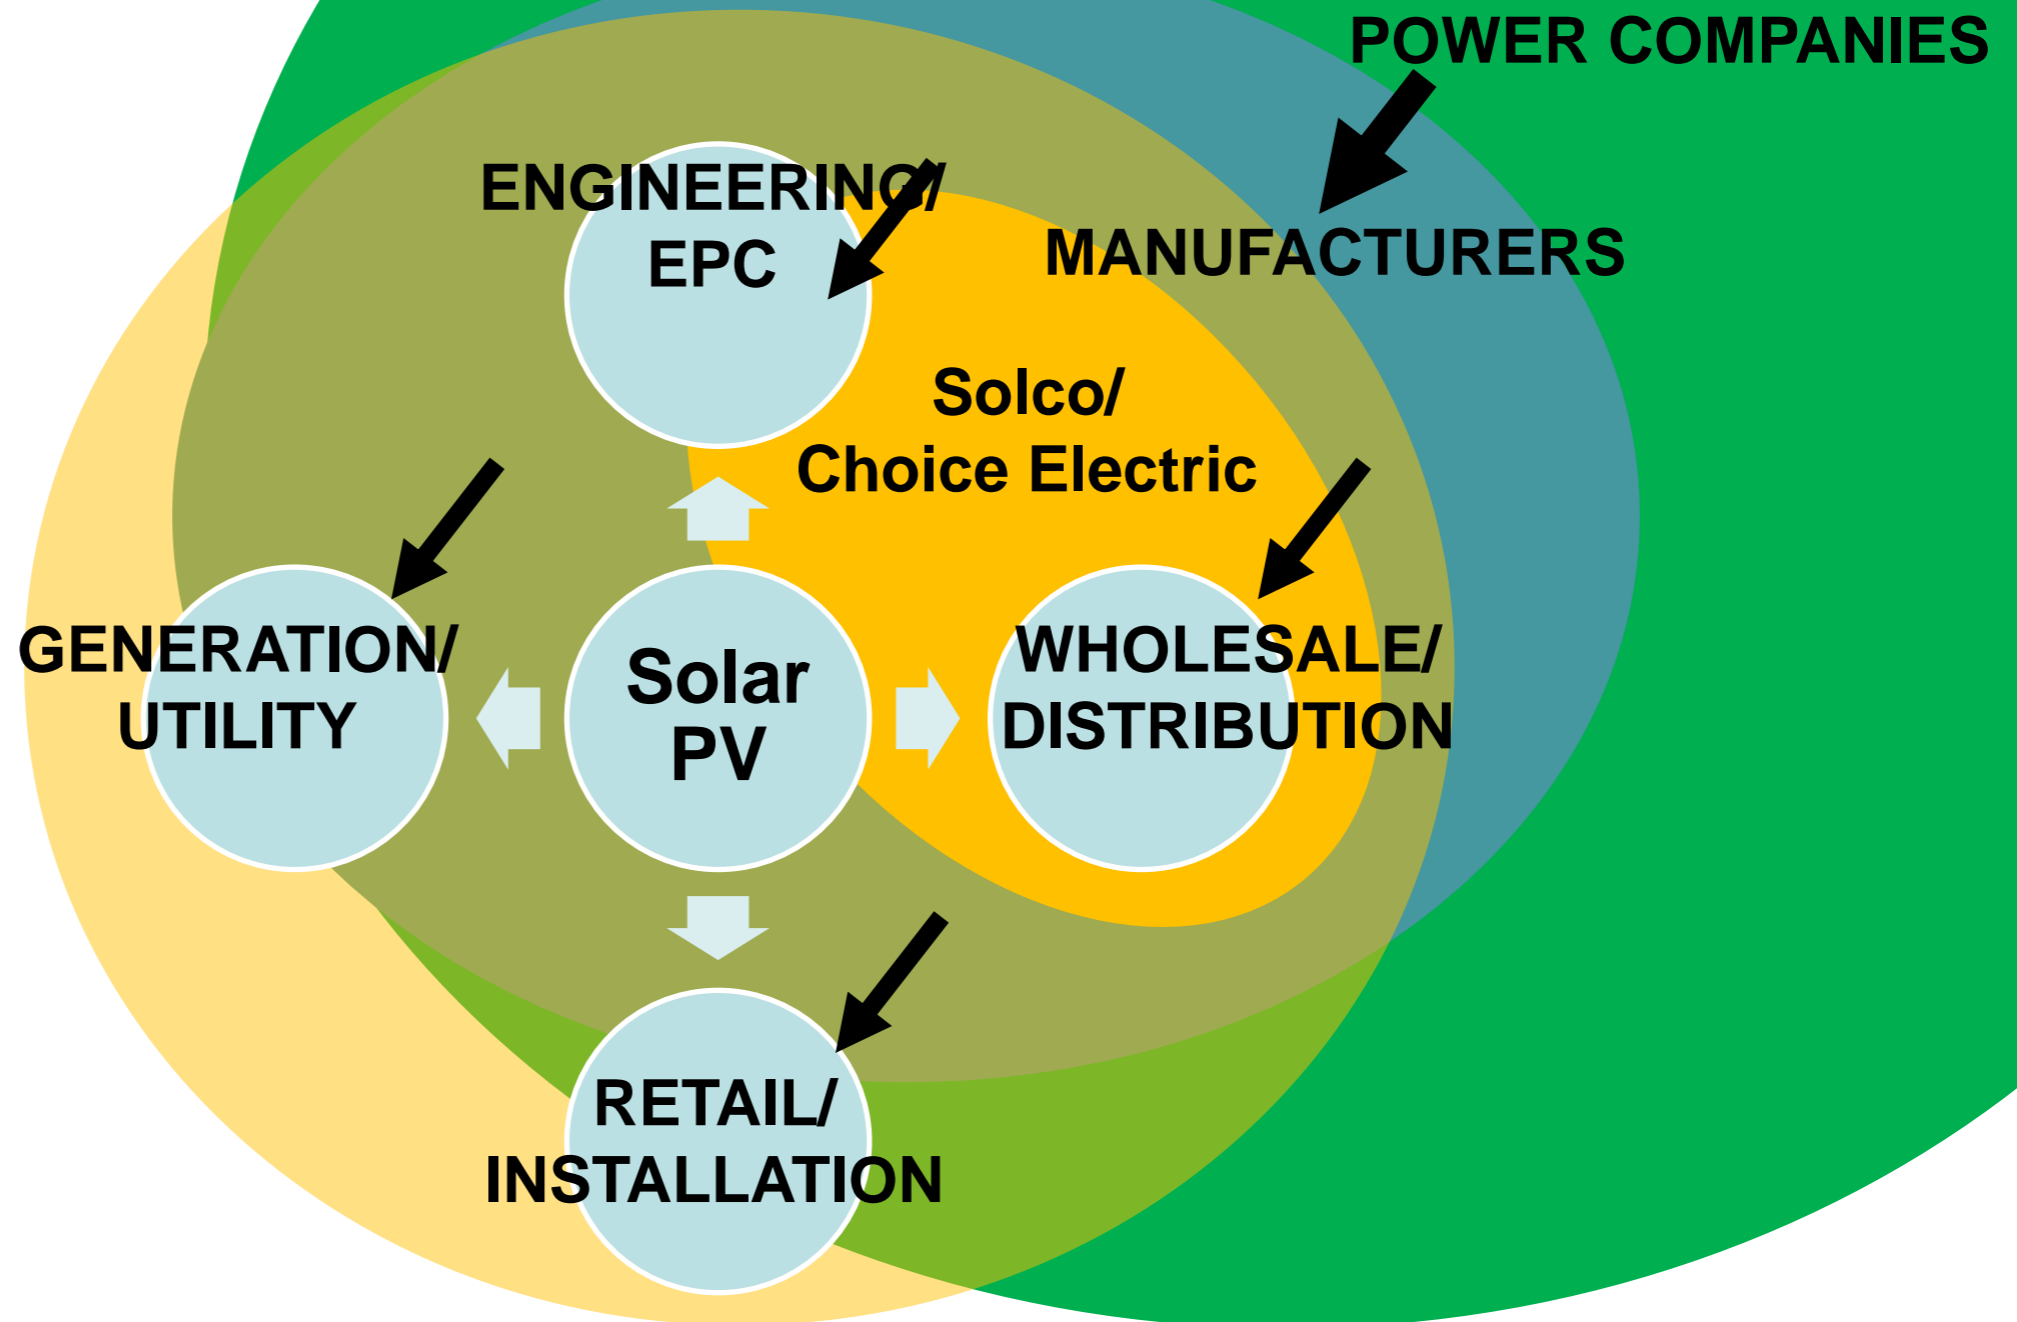 POWER COMPANIES
ENGINEERING/
EPC
MANUFACTURERS
Solco/
Choice Electric
GENERATION/
UTILITY
Solar
PV
WHOLESALE/
DISTRIBUTION
RETAIL/
INSTALLATION